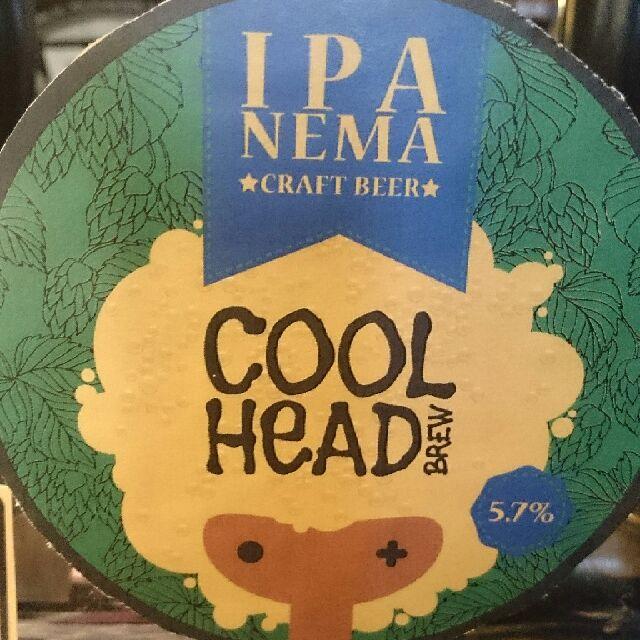 IPA
NEMA
★CRAFT BEER★
COOL
HeAD
BREW
5.7%